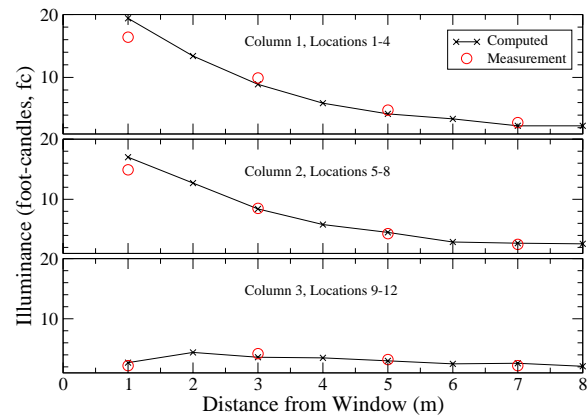 20
Column 1, Locations 1-4
Computed
Measurement
10
20
Column 2, Locations 5-8
10
20
Column 3, Locations 9-12
10
0 1 2 3 4 5 6 7 8
Distance from Window (m)
Illuminance (foot-candles, fc)